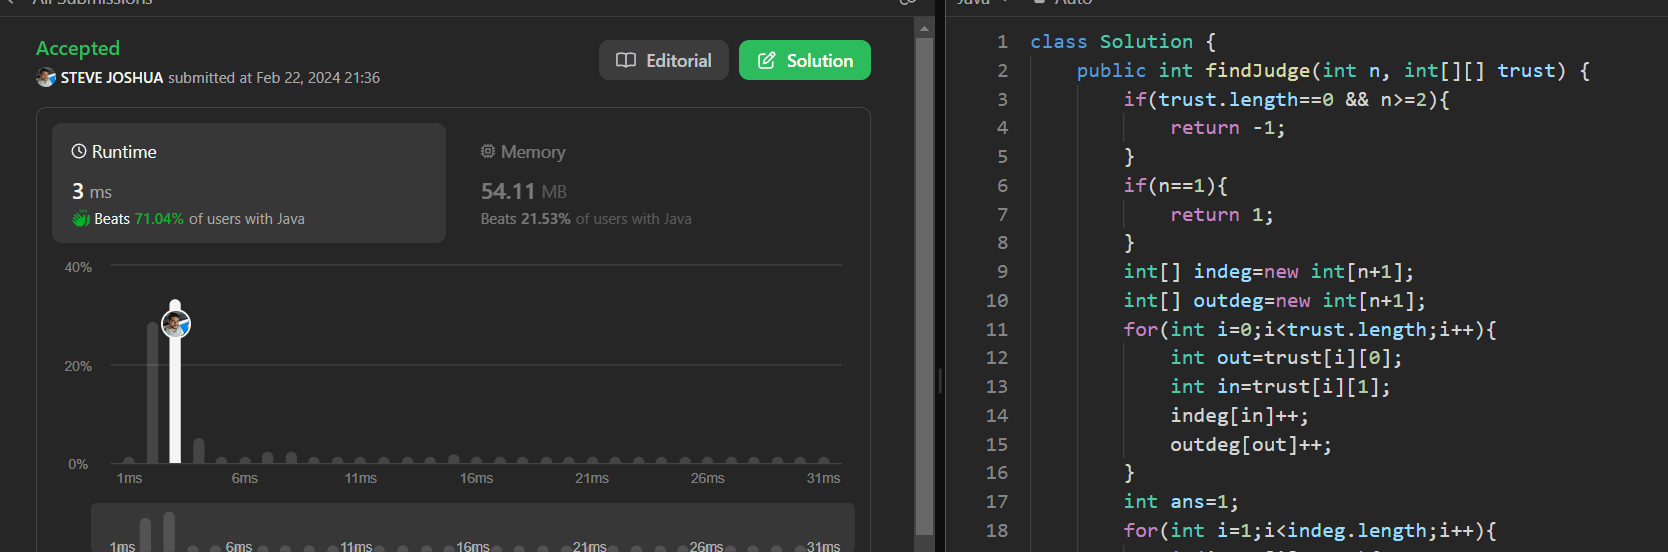 All Submissions
Java
Auto
Accepted
STEVE JOSHUA submitted at Feb 22, 2024 21:36
Editorial
Solution
Runtime
3 ms
Beats 71.04% of users with Java
Memory
54.11 MB
Beats 21.53% of users with Java
40%
20%
0%
1ms 6ms 11ms 16ms 21ms 26ms 31ms
1ms 6ms 11ms 16ms 21ms 26ms 31ms
1 class Solution {
2 public int findJudge(int n, int[][] trust) {
3 if(trust.length==0 && n>=2){
4 return -1;
5 }
6 if(n==1){
7 return 1;
8 }
9 int[] indeg=new int[n+1];
10 int[] outdeg=new int[n+1];
11 for(int i=0;i<trust.length;i++){
12 int out=trust[i][0];
13 int in=trust[i][1];
14 indeg[in]++;
15 outdeg[out]++;
16 }
17 int ans=1;
18 for(int i=1;i<indeg.length;i++){